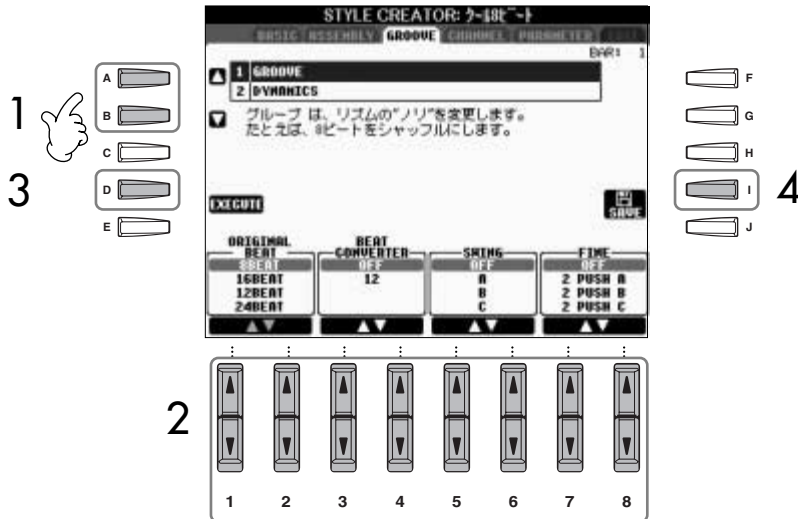 STYLE CREATOR: クール8ビート
BASIC ASSEMBLY GROOVE CHANNEL PARAMETER
BAR: 1
1 GROOVE
2 DYNAMICS
グルーブ は、リズムの"ノリ"を変更します。
たとえば、8ビートをシャッフルにします。
EXECUTE
SAVE
ORIGINAL BEAT
8BEAT
16BEAT
12BEAT
24BEAT
BEAT CONVERTER
OFF
12
SWING
OFF
A
B
C
FINE
OFF
2 PUSH A
2 PUSH B
2 PUSH C
A
B
C
D
E
F
G
H
I
J
1
3
4
2
1 2 3 4 5 6 7 8